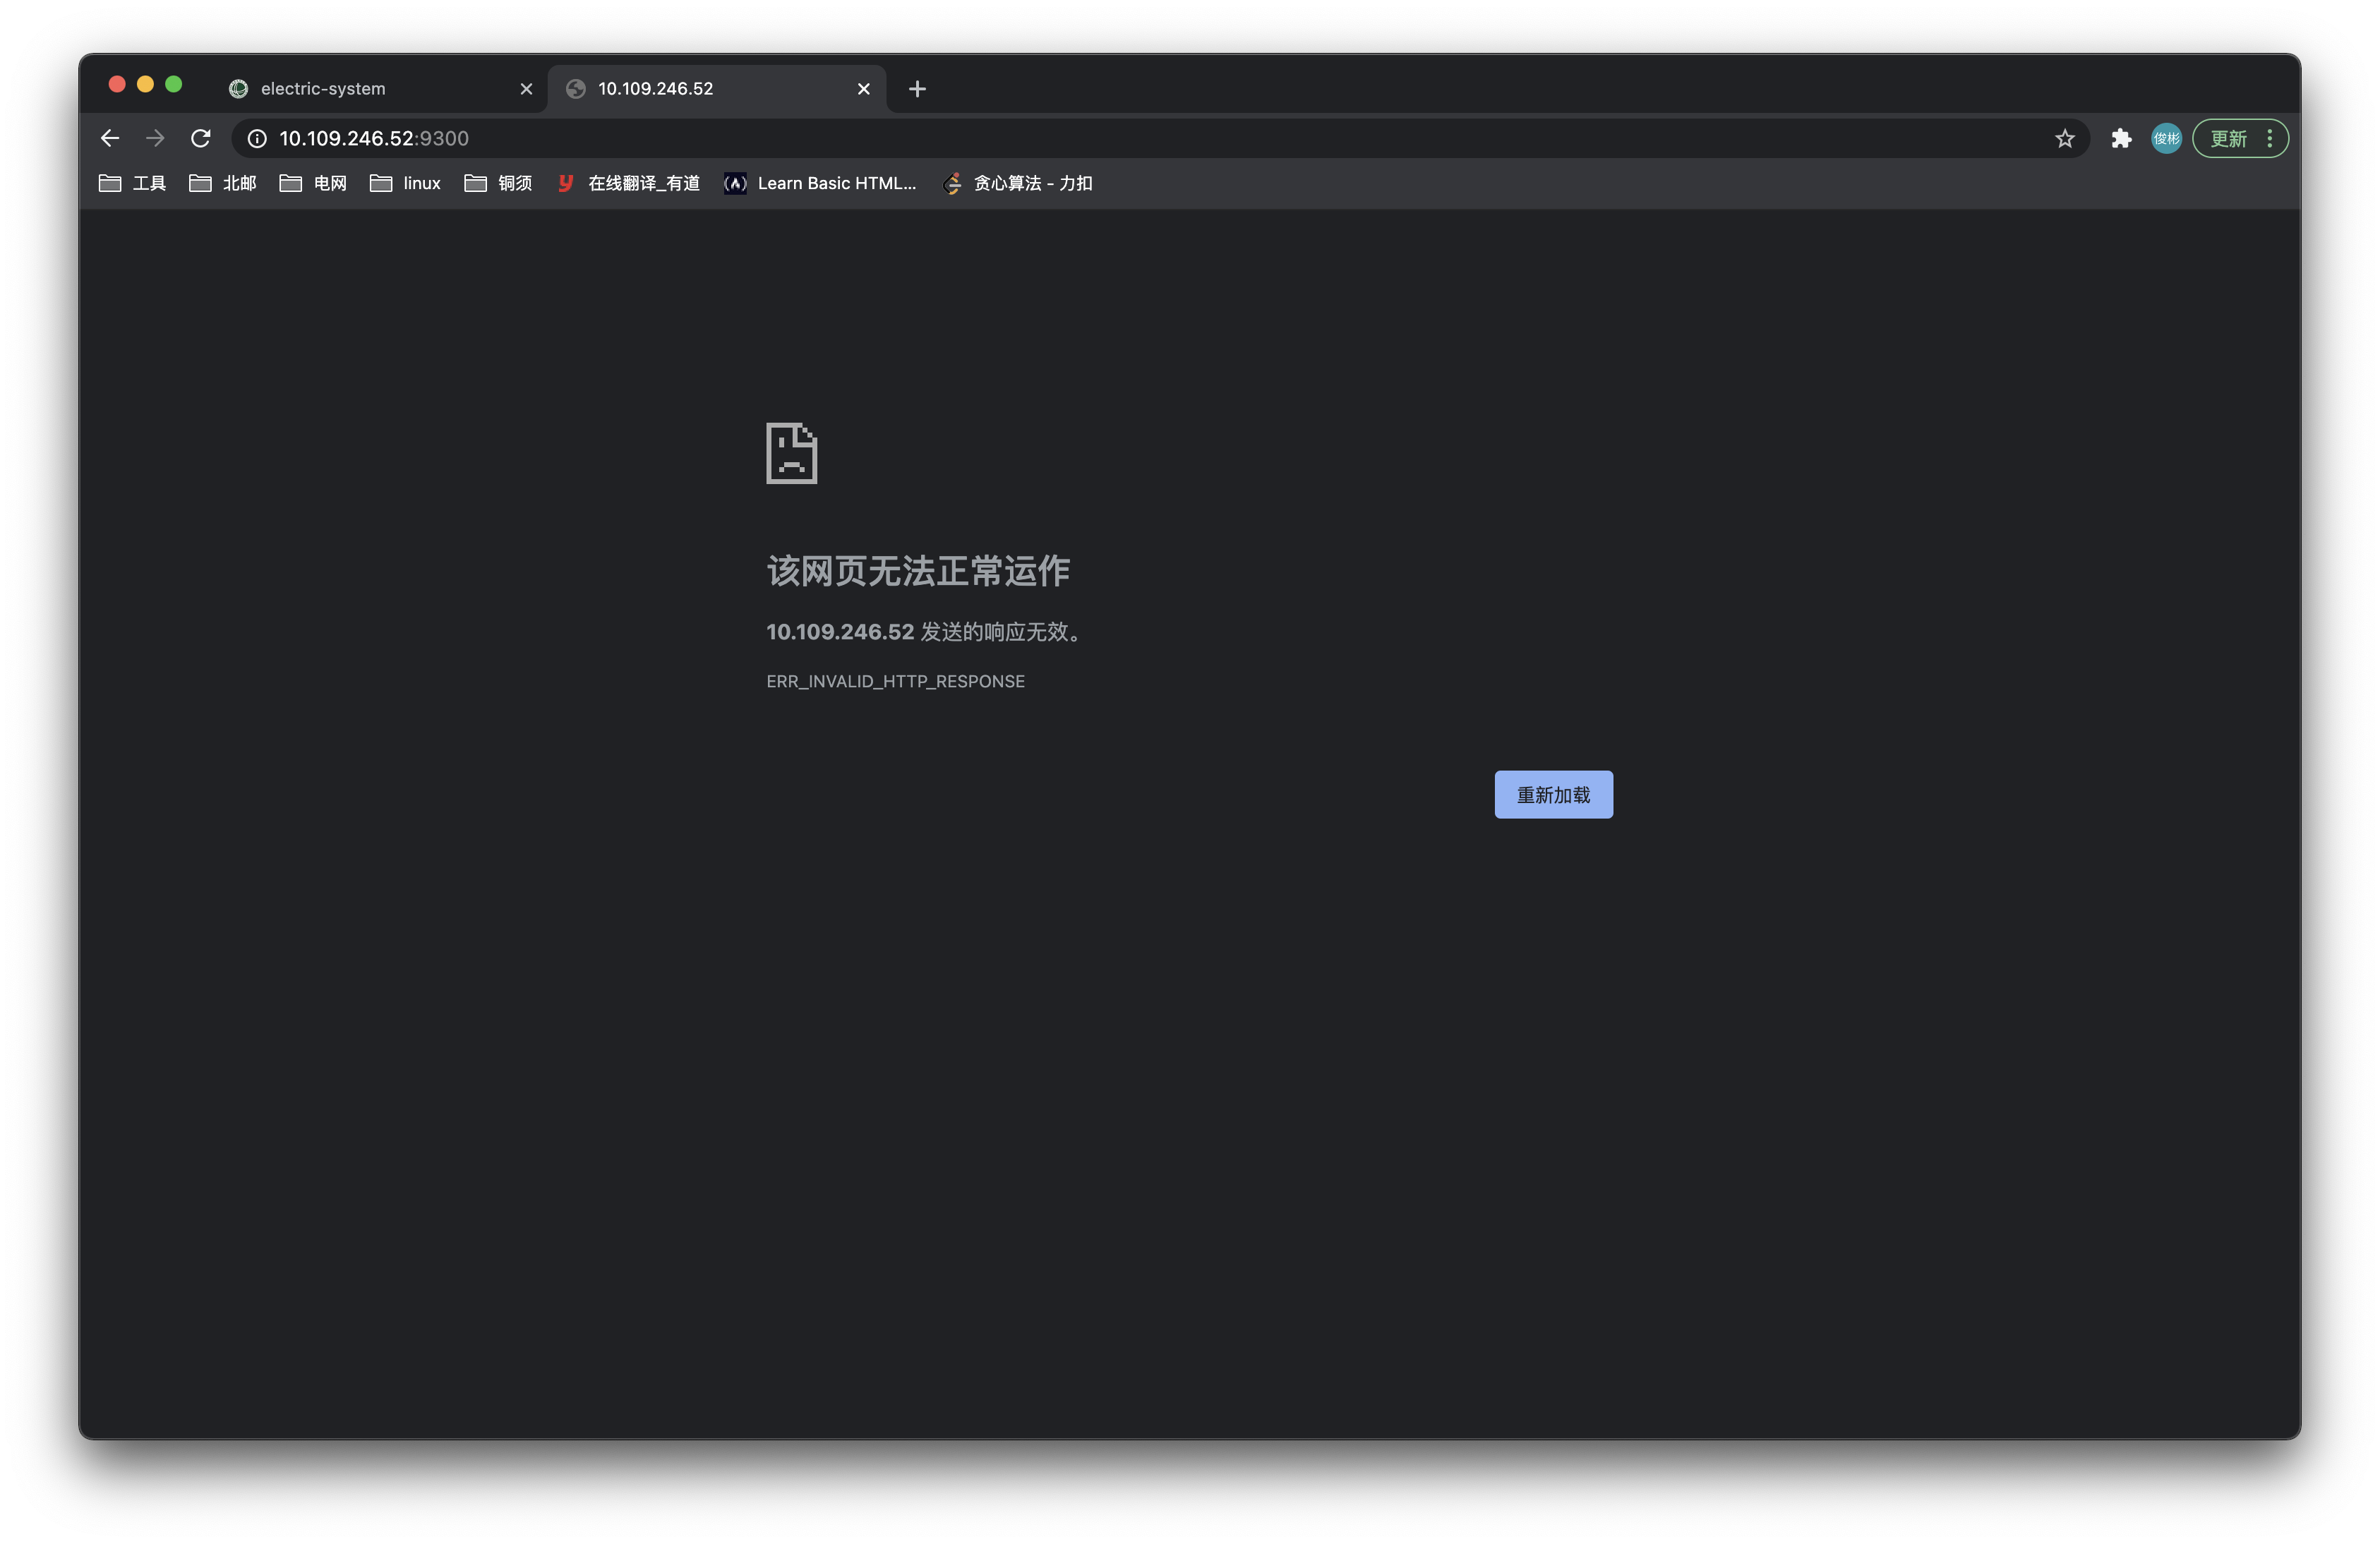 electric-system
10.109.246.52
10.109.246.52:9300
俊彬
更新
工具
北邮
电网
linux
铜须
在线翻译_有道
Learn Basic HTML...
贪心算法 - 力扣
该网页无法正常运作
10.109.246.52 发送的响应无效。
ERR_INVALID_HTTP_RESPONSE
重新加载